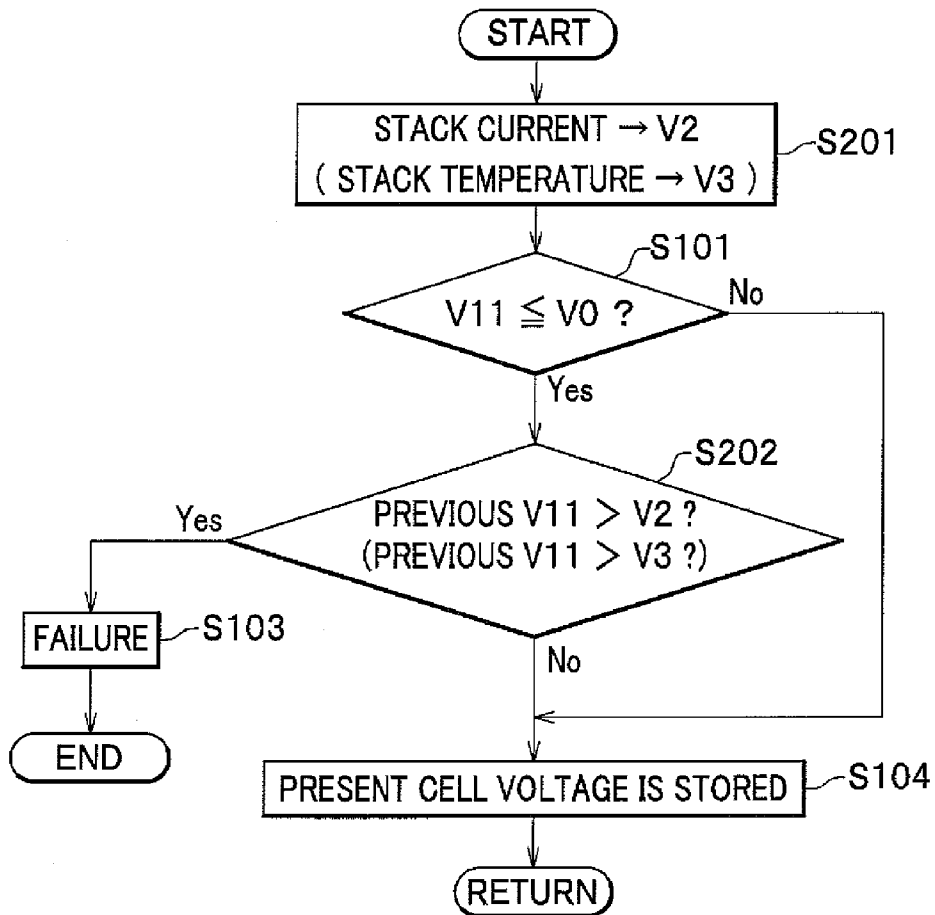 START
STACK CURRENT → V2
( STACK TEMPERATURE → V3 )
S201
S101
V11 ≦ V0 ?
No
Yes
S202
PREVIOUS V11 > V2 ?
(PREVIOUS V11 > V3 ?)
Yes
FAILURE
S103
No
END
PRESENT CELL VOLTAGE IS STORED
S104
RETURN